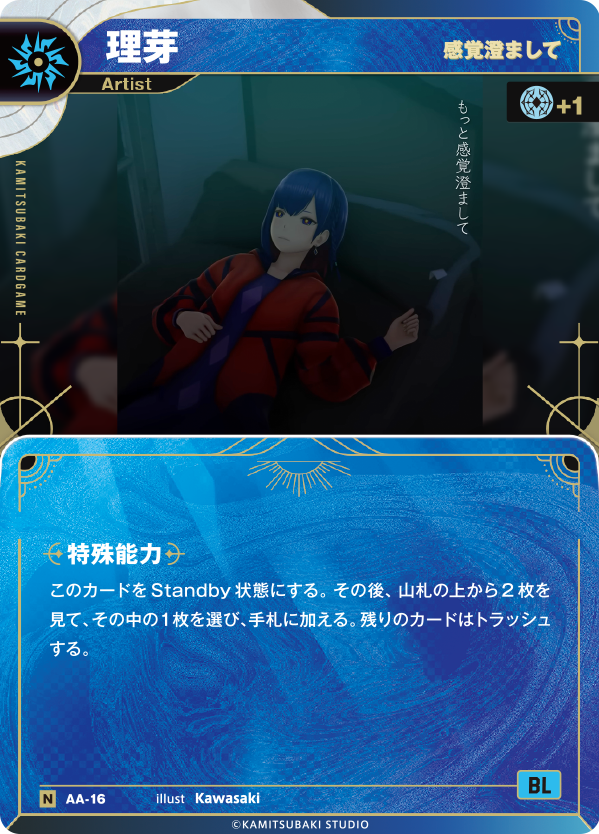 理芽
感覚澄まして
Artist
+1
もっと感覚澄まして
KAMITSUBAKI CARDGAME
特殊能力
このカードをStandby状態にする。その後、山札の上から2枚を
見て、その中の1枚を選び、手札に加える。残りのカードはトラッシュ
する。
N AA-16 illust Kawasaki
BL
©KAMITSUBAKI STUDIO